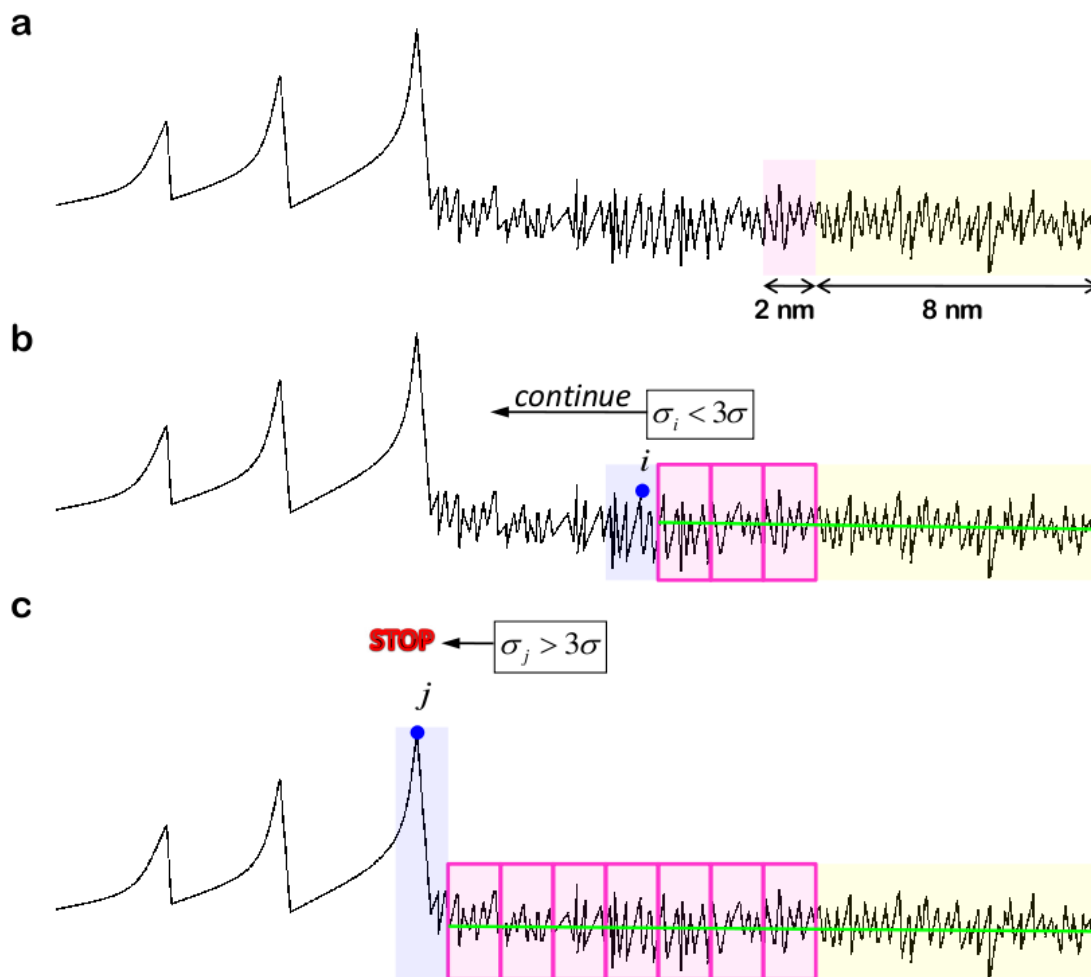 a
2 nm 8 nm
b
continue σᵢ < 3σ
i
c
STOP σⱼ > 3σ
j